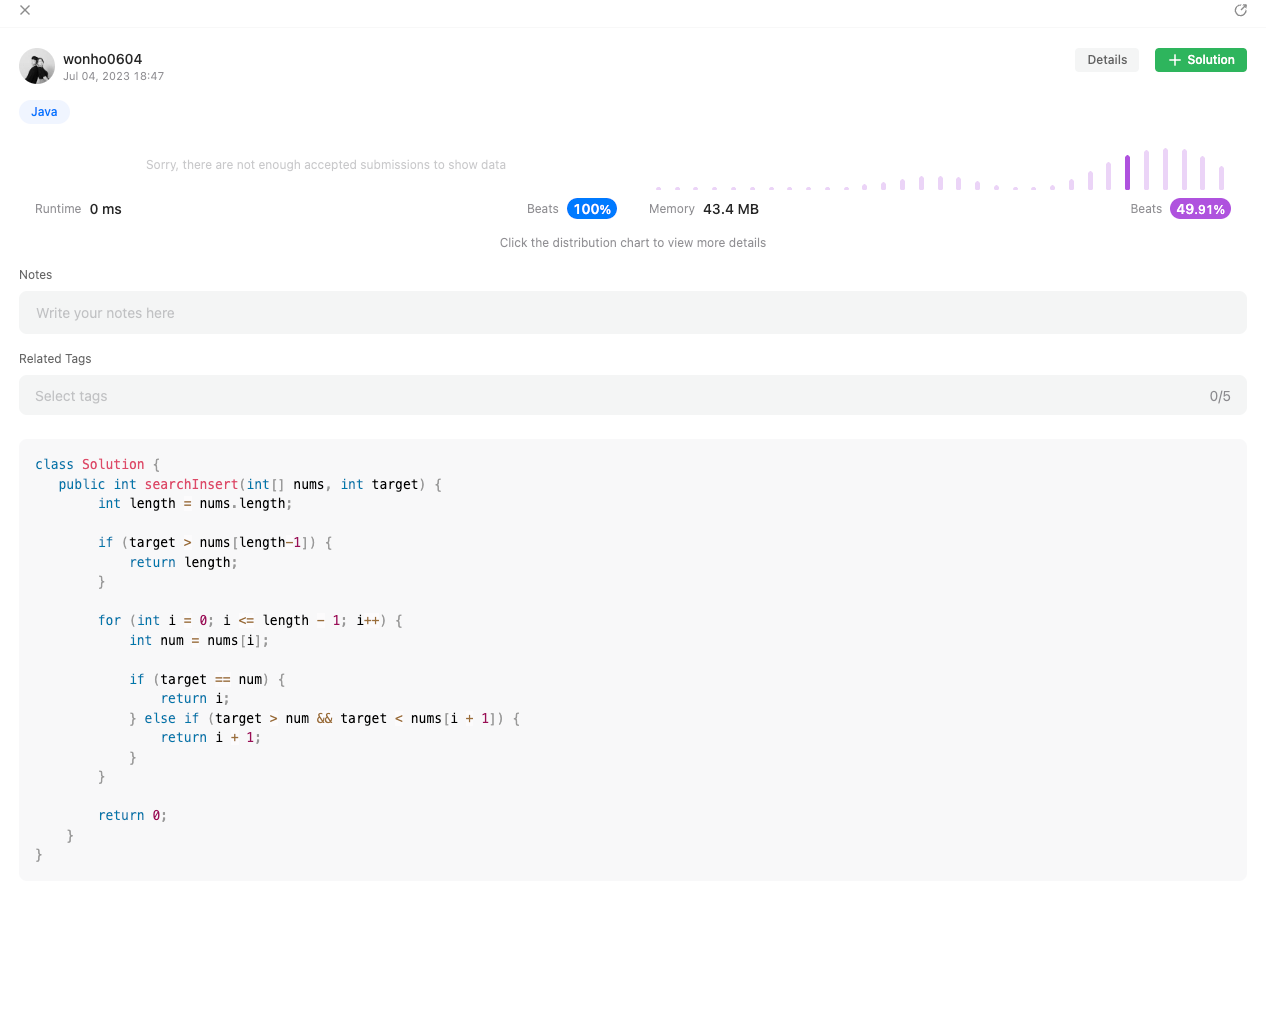 wonho0604
Jul 04, 2023 18:47
Details
Solution
Java
Sorry, there are not enough accepted submissions to show data
Runtime 0 ms
Beats 100%
Memory 43.4 MB
Beats 49.91%
Click the distribution chart to view more details
Notes
Write your notes here
Related Tags
Select tags
0/5
class Solution {
   public int searchInsert(int[] nums, int target) {
        int length = nums.length;
        if (target > nums[length-1]) {
            return length;
        }
        for (int i = 0; i <= length - 1; i++) {
            int num = nums[i];
            if (target == num) {
                return i;
            } else if (target > num && target < nums[i + 1]) {
                return i + 1;
            }
        }
        return 0;
    }
}